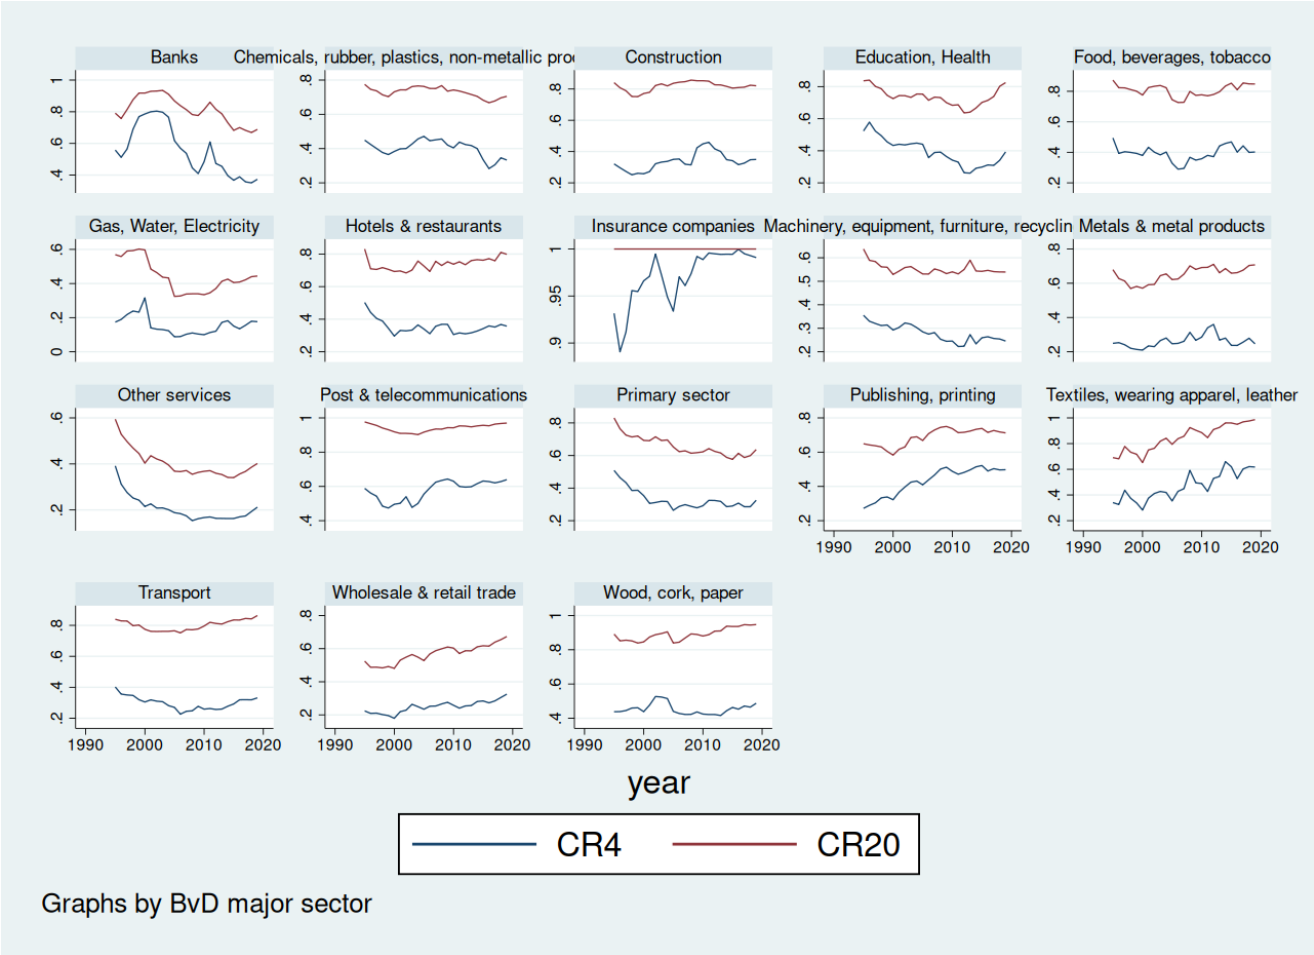 Banks
Chemicals, rubber, plastics, non-metallic proc
Construction
Education, Health
Food, beverages, tobacco
1
.8
.6
.4
.8
.6
.4
.2
.8
.6
.4
.2
.8
.6
.4
.2
.8
.6
.4
.2
Gas, Water, Electricity
Hotels & restaurants
Insurance companies
Machinery, equipment, furniture, recyclin
Metals & metal products
.6
.4
.2
0
.8
.6
.4
.2
1
.95
.9
.6
.5
.4
.3
.2
.8
.6
.4
.2
Other services
Post & telecommunications
Primary sector
Publishing, printing
Textiles, wearing apparel, leather
.6
.4
.2
1
.8
.6
.4
.8
.6
.4
.2
.8
.6
.4
.2
1
.8
.6
.4
.2
1990 2000 2010 2020
1990 2000 2010 2020
Transport
Wholesale & retail trade
Wood, cork, paper
.8
.6
.4
.2
.8
.6
.4
.2
1
.8
.6
.4
1990 2000 2010 2020
1990 2000 2010 2020
1990 2000 2010 2020
year
CR4 CR20
Graphs by BvD major sector